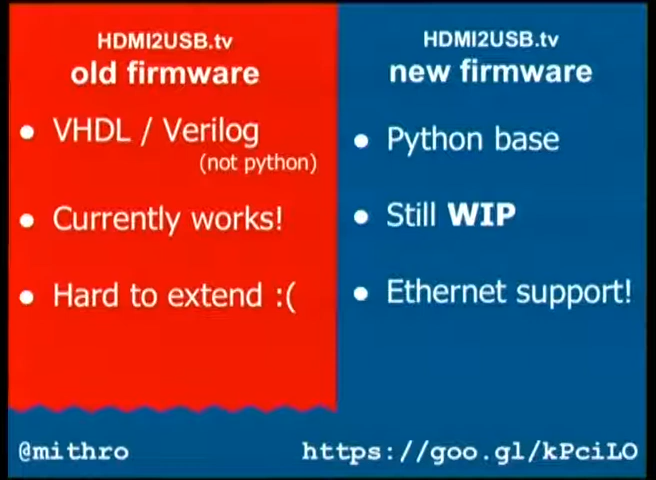 HDMI2USB.tv
old firmware
● VHDL / Verilog
(not python)
● Currently works!
● Hard to extend :(
HDMI2USB.tv
new firmware
● Python base
● Still WIP
● Ethernet support!
@mithro
https://goo.gl/kPciLO